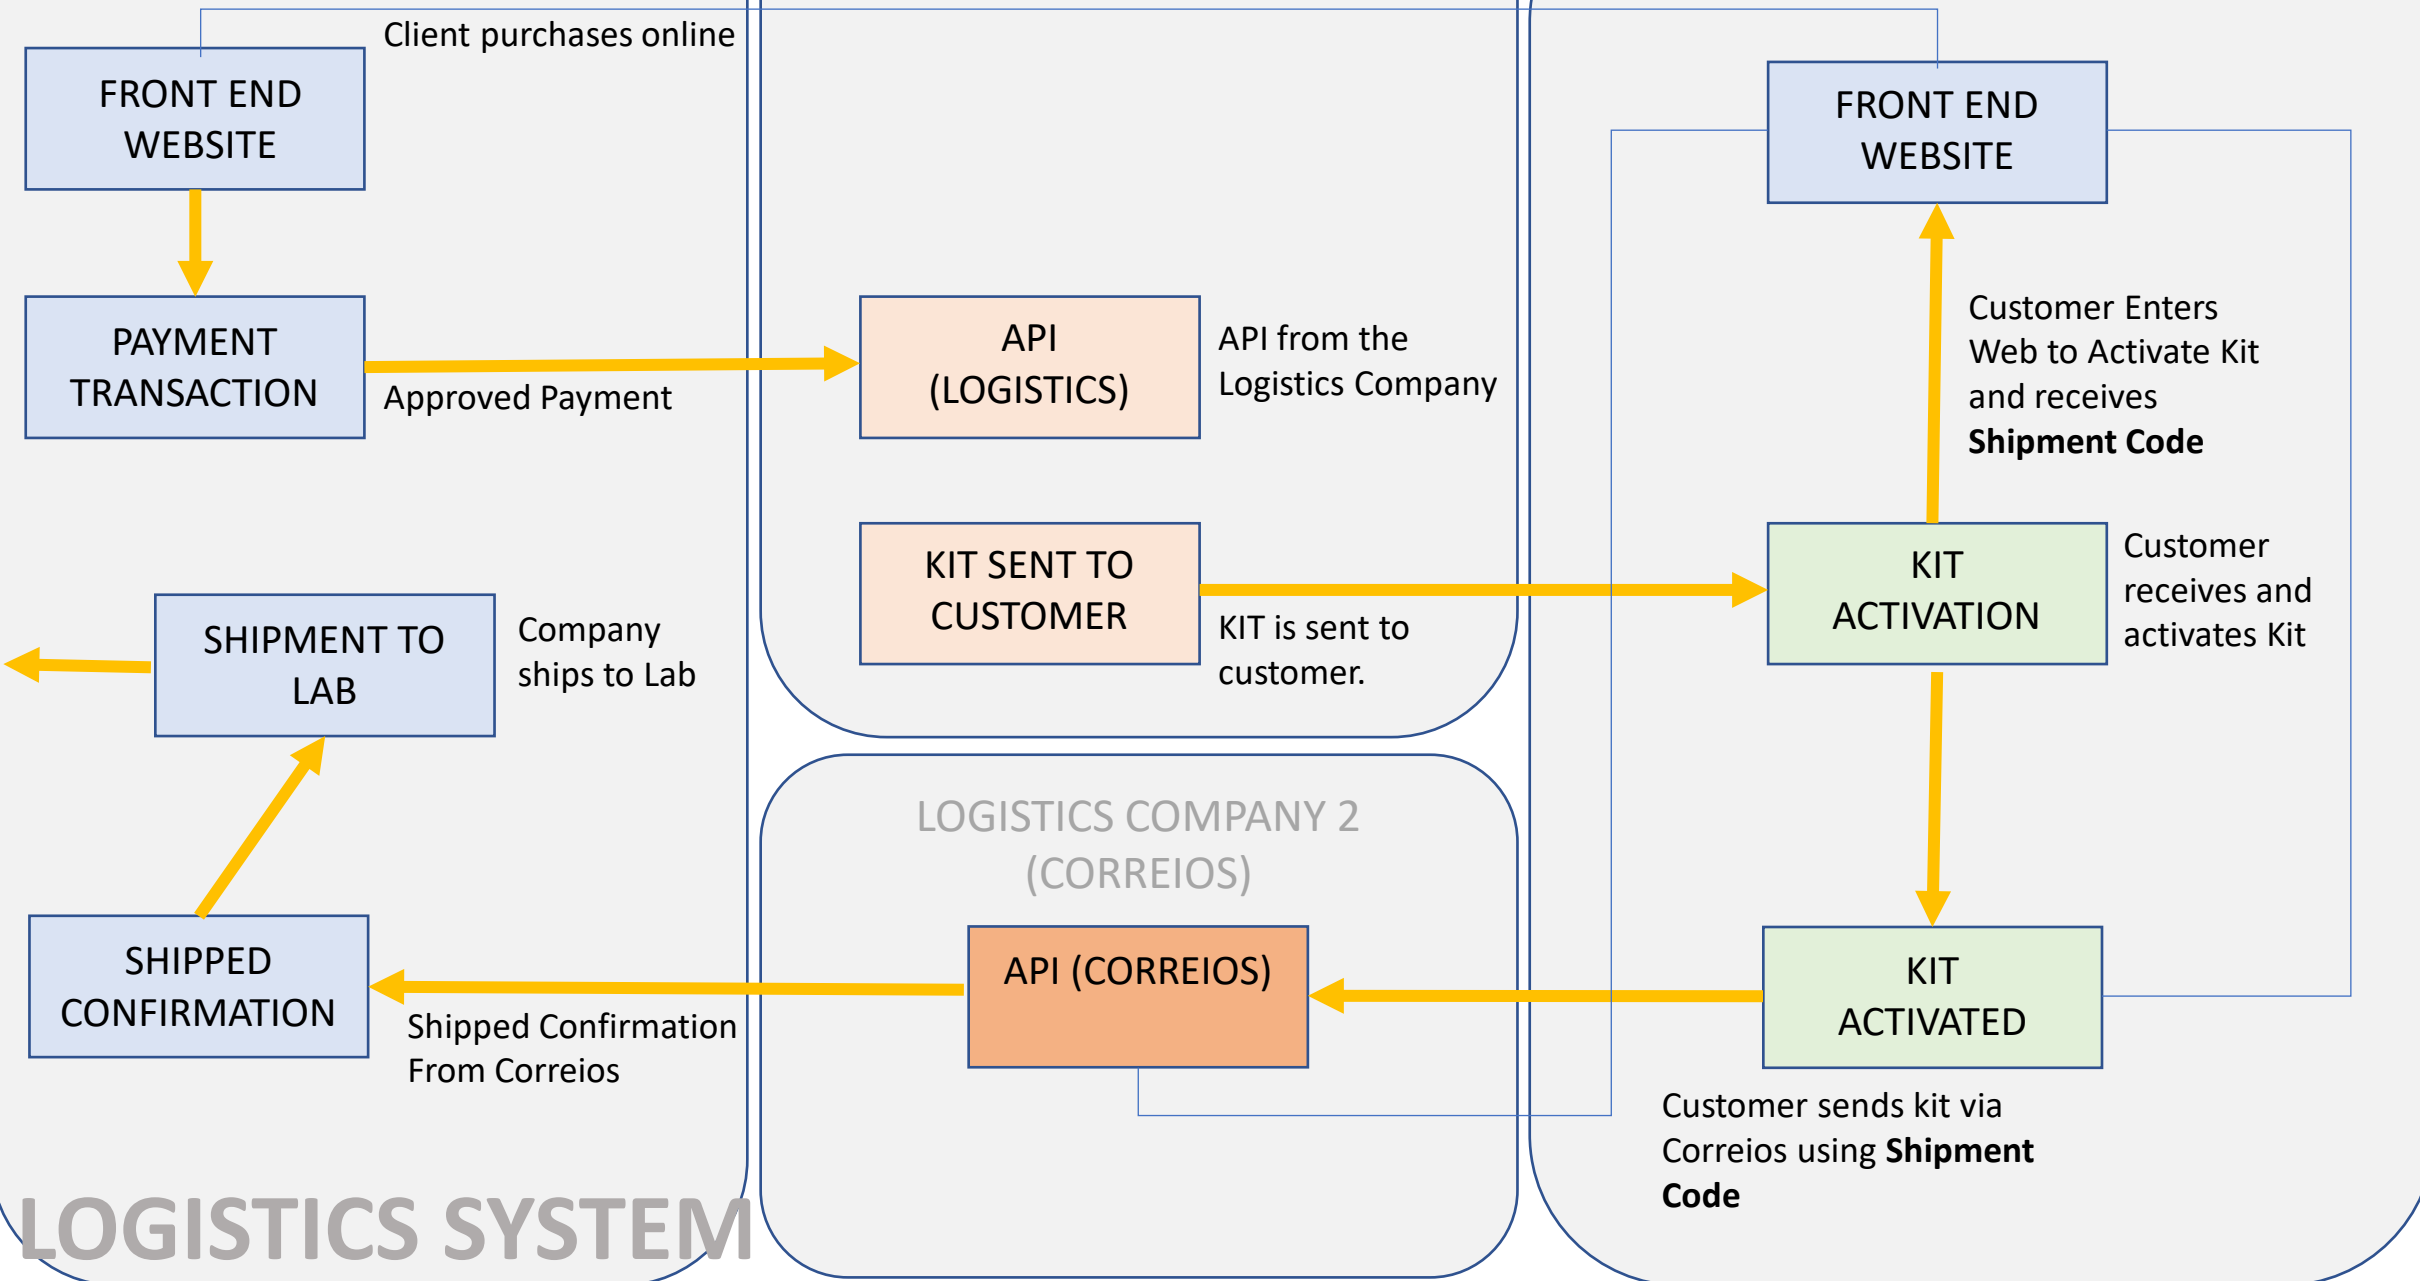 Client purchases online
FRONT END
WEBSITE
PAYMENT
TRANSACTION
Approved Payment
SHIPMENT TO
LAB
Company
ships to Lab
SHIPPED
CONFIRMATION
Shipped Confirmation
From Correios
LOGISTICS SYSTEM
API
(LOGISTICS)
API from the
Logistics Company
KIT SENT TO
CUSTOMER
KIT is sent to
customer.
LOGISTICS COMPANY 2
(CORREIOS)
API (CORREIOS)
FRONT END
WEBSITE
Customer Enters
Web to Activate Kit
and receives
Shipment Code
KIT
ACTIVATION
Customer
receives and
activates Kit
KIT
ACTIVATED
Customer sends kit via
Correios using Shipment
Code